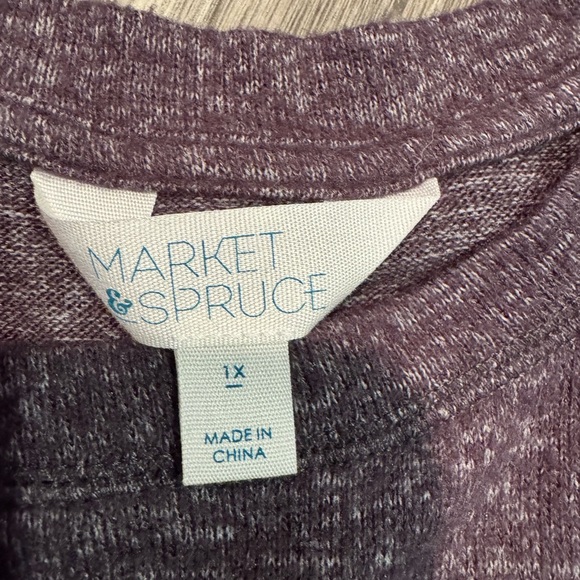 MARKET
& SPRUCE
1X
MADE IN
CHINA